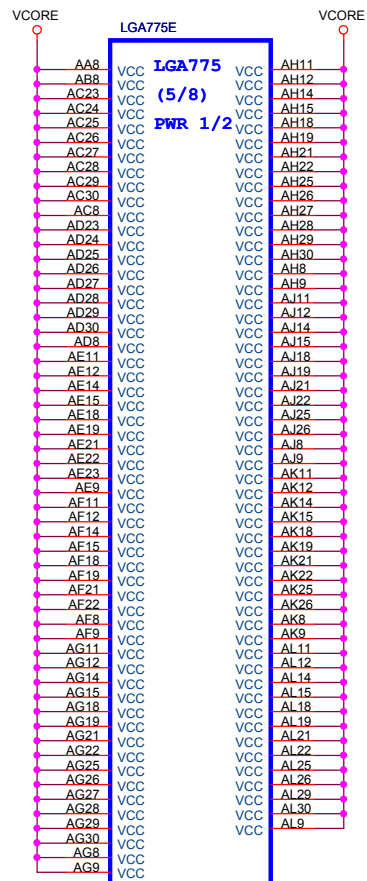 VCORE VCORE
LGA775E
LGA775
(5/8)
PWR 1/2
AA8 VCC VCC AH11
AB8 VCC VCC AH12
AC23 VCC VCC AH14
AC24 VCC VCC AH15
AC25 VCC VCC AH18
AC26 VCC VCC AH19
AC27 VCC VCC AH21
AC28 VCC VCC AH22
AC29 VCC VCC AH25
AC30 VCC VCC AH26
AC8 VCC VCC AH27
AD23 VCC VCC AH28
AD24 VCC VCC AH29
AD25 VCC VCC AH30
AD26 VCC VCC AH8
AD27 VCC VCC AH9
AD28 VCC VCC AJ11
AD29 VCC VCC AJ12
AD30 VCC VCC AJ14
AD8 VCC VCC AJ15
AE11 VCC VCC AJ18
AE12 VCC VCC AJ19
AE14 VCC VCC AJ21
AE15 VCC VCC AJ22
AE18 VCC VCC AJ25
AE19 VCC VCC AJ26
AE21 VCC VCC AJ8
AE22 VCC VCC AJ9
AE23 VCC VCC AK11
AE9 VCC VCC AK12
AF11 VCC VCC AK14
AF12 VCC VCC AK15
AF14 VCC VCC AK18
AF15 VCC VCC AK19
AF18 VCC VCC AK21
AF19 VCC VCC AK22
AF21 VCC VCC AK25
AF22 VCC VCC AK26
AF8 VCC VCC AK8
AF9 VCC VCC AK9
AG11 VCC VCC AL11
AG12 VCC VCC AL12
AG14 VCC VCC AL14
AG15 VCC VCC AL15
AG18 VCC VCC AL18
AG19 VCC VCC AL19
AG21 VCC VCC AL21
AG22 VCC VCC AL22
AG25 VCC VCC AL25
AG26 VCC VCC AL26
AG27 VCC VCC AL29
AG28 VCC VCC AL30
AG29 VCC VCC AL9
AG30 VCC
AG8 VCC
AG9 VCC